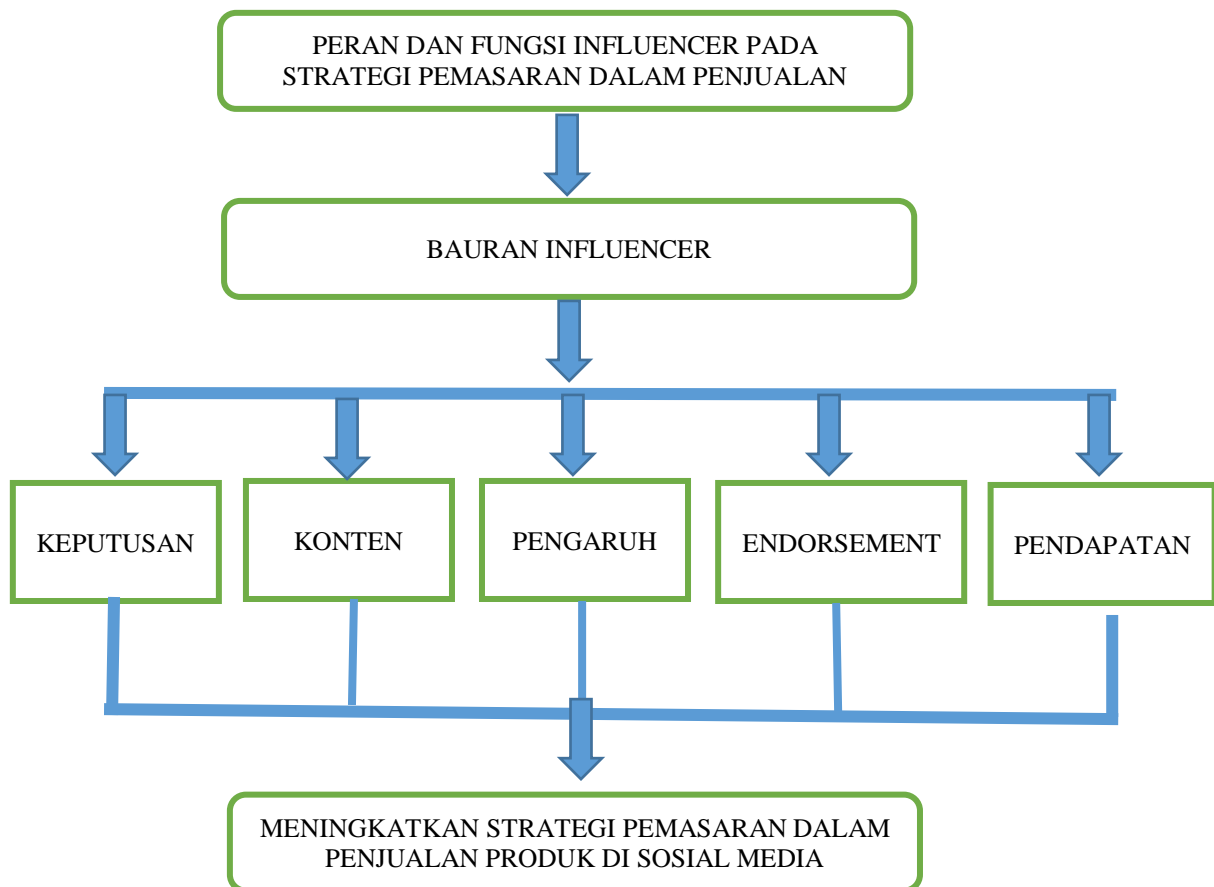 PERAN DAN FUNGSI INFLUENCER PADA
STRATEGI PEMASARAN DALAM PENJUALAN
BAURAN INFLUENCER
KEPUTUSAN
KONTEN
PENGARUH
ENDORSEMENT
PENDAPATAN
MENINGKATKAN STRATEGI PEMASARAN DALAM
PENJUALAN PRODUK DI SOSIAL MEDIA